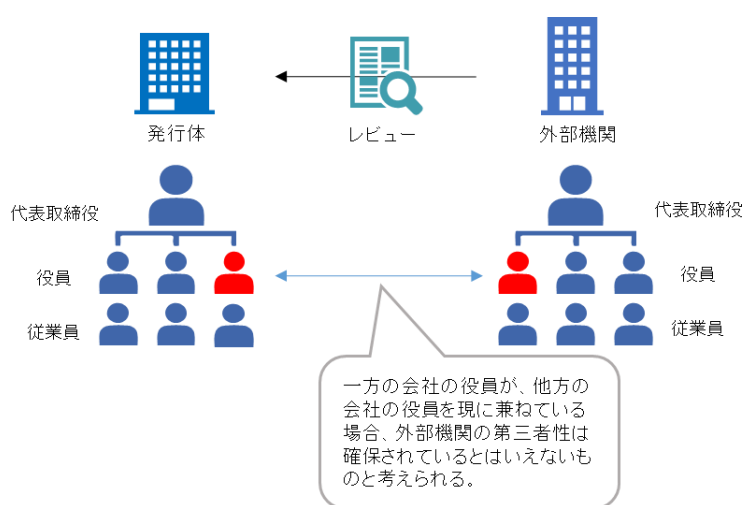 発行体
レビュー
外部機関
代表取締役
代表取締役
役員
役員
従業員
従業員
一方の会社の役員が、他方の
会社の役員を現に兼ねている
場合、外部機関の第三者性は
確保されているとはいえないも
のと考えられる。